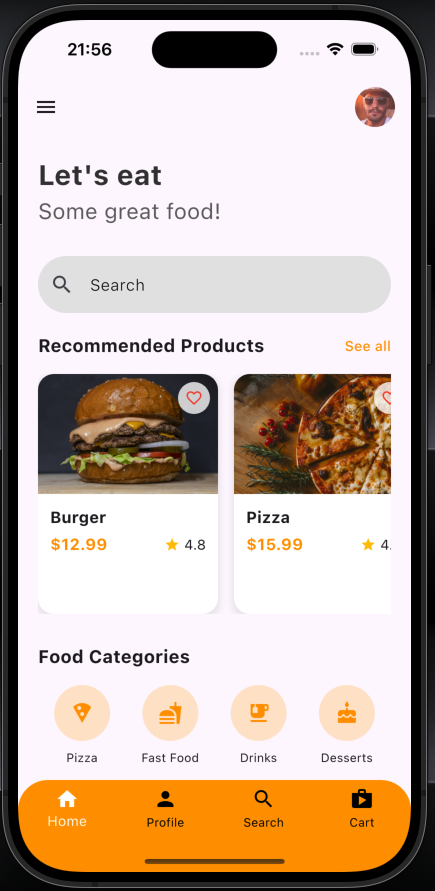 21:56
Let's eat
Some great food!
Search
Recommended Products See all
Burger Pizza
$12.99 4.8 $15.99 4.
Food Categories
Pizza Fast Food Drinks Desserts
Home Profile Search Cart